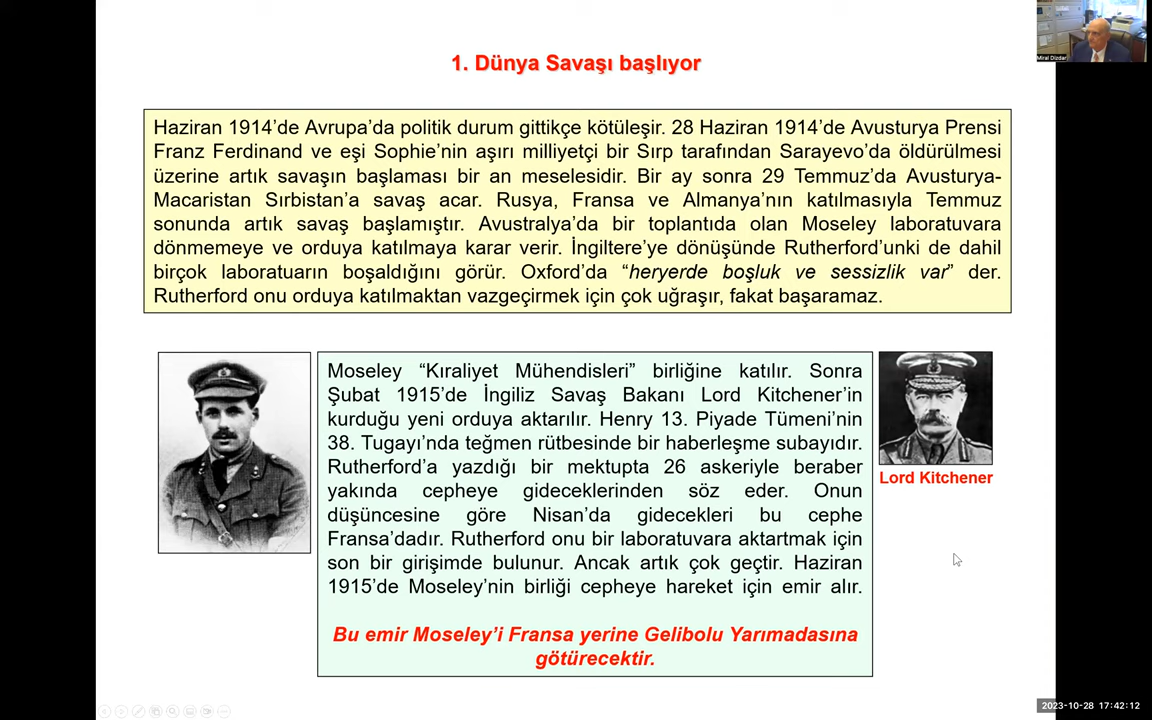 1. Dünya Savaşı başlıyor
Haziran 1914’de Avrupa’da politik durum gittikçe kötüleşir. 28 Haziran 1914’de Avusturya Prensi
Franz Ferdinand ve eşi Sophie’nin aşırı milliyetçi bir Sırp tarafından Sarayevo’da öldürülmesi
üzerine artık savaşın başlaması bir an meselesidir. Bir ay sonra 29 Temmuz’da Avusturya-
Macaristan Sırbistan’a savaş açar. Rusya, Fransa ve Almanya’nın katılmasıyla Temmuz
sonunda artık savaş başlamıştır. Avustralya’da bir toplantıda olan Moseley laboratuvara
dönmemeye ve orduya katılmaya karar verir. İngiltere’ye dönüşünde Rutherford’unki de dahil
birçok laboratuarın boşaldığını görür. Oxford’da “heryerde boşluk ve sessizlik var” der.
Rutherford onu orduya katılmaktan vazgeçirmek için çok uğraşır, fakat başaramaz.
Moseley “Kıraliyet Mühendisleri” birliğine katılır. Sonra
Şubat 1915’de İngiliz Savaş Bakanı Lord Kitchener’in
kurduğu yeni orduya aktarılır. Henry 13. Piyade Tümeni’nin
38. Tugayı’nda teğmen rütbesinde bir haberleşme subayıdır.
Rutherford’a yazdığı bir mektupta 26 askeriyle beraber
yakında cepheye gideceklerinden söz eder. Onun
düşüncesine göre Nisan’da gidecekleri bu cephe
Fransa’dadır. Rutherford onu bir laboratuvara aktartmak için
son bir girişimde bulunur. Ancak artık çok geçtir. Haziran
1915’de Moseley’nin birliği cepheye hareket için emir alır.
Bu emir Moseley’i Fransa yerine Gelibolu Yarımadasına
götürecektir.
Lord Kitchener
Miral Dizdar
2023-10-28 17:42:12